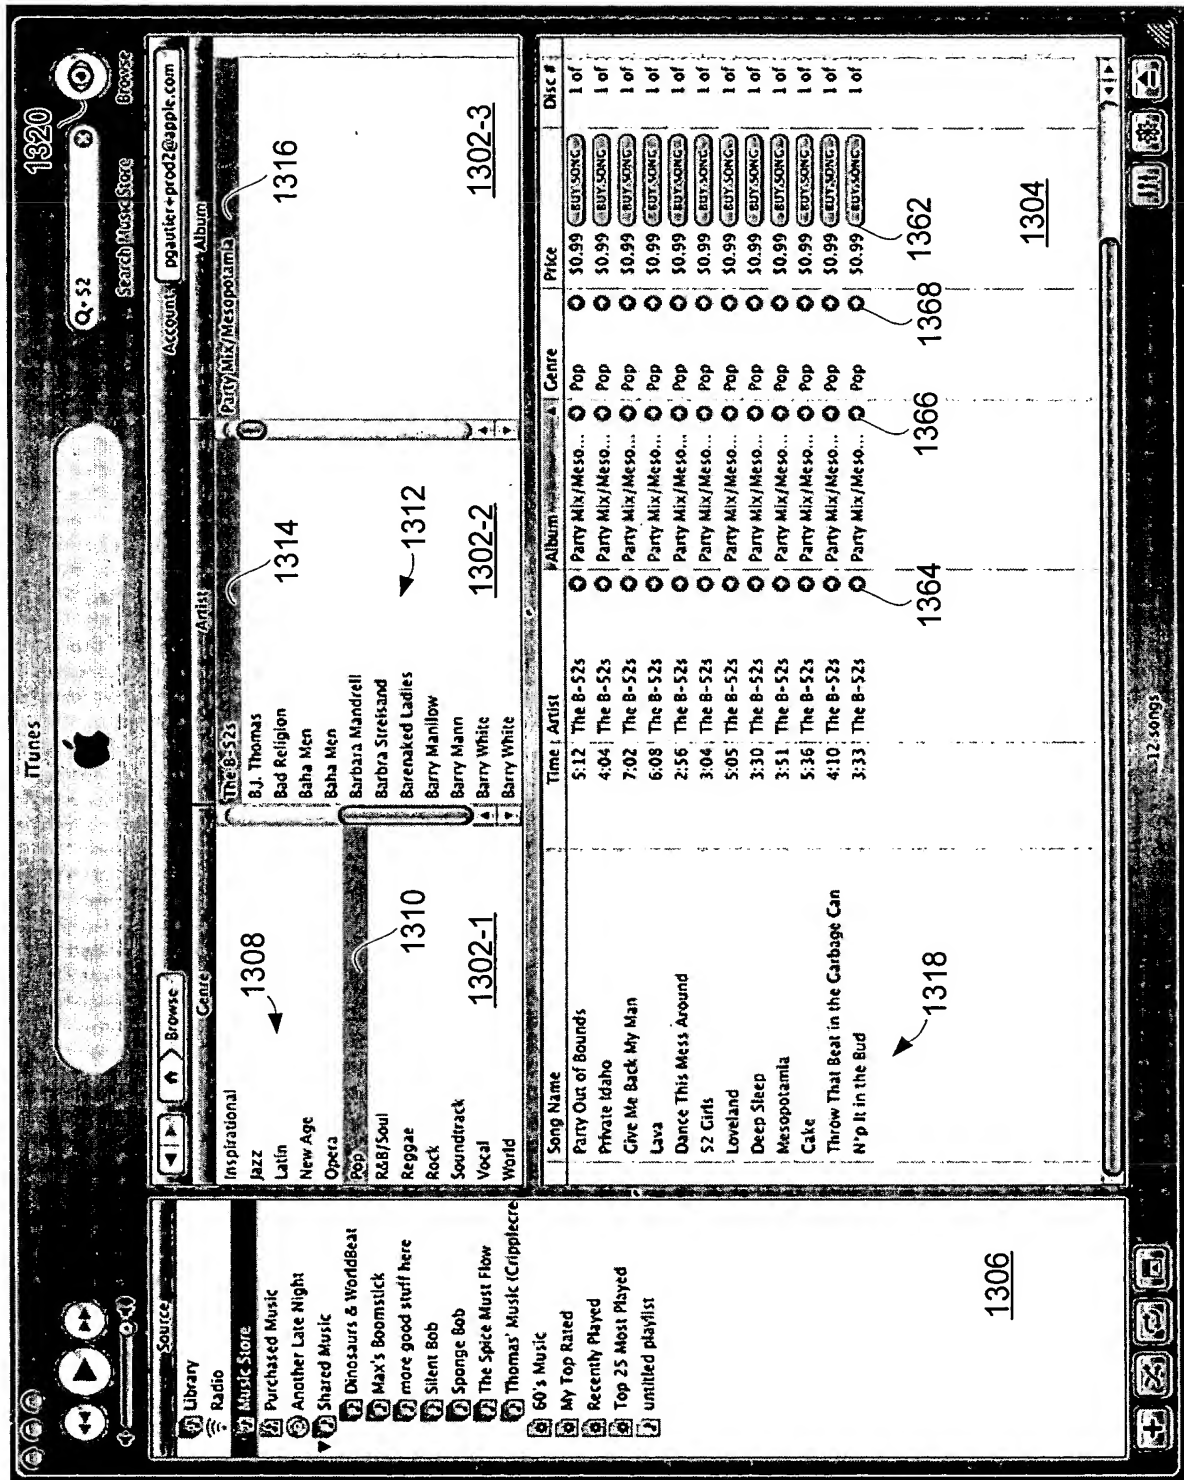 iTunes
1320
Q▾ 52
Search Music Store
Browse
Source
Library
Radio
Music Store
Purchased Music
Another Late Night
Shared Music
Dinosaurs & WorldBeat
Max's Boomstick
more good stuff here
Silent Bob
Sponge Bob
The Spice Must Flow
Thomas' Music (Cripplecre
60's Music
My Top Rated
Recently Played
Top 25 Most Played
untitled playlist
1306
Browse
Account: pgautier+prod2@apple.com
Genre
Inspirational
Jazz
Latin
New Age
Opera
Pop
R&B/Soul
Reggae
Rock
Soundtrack
Vocal
World
1308
1310
1302-1
Artist
The B-52s
B.J. Thomas
Bad Religion
Baha Men
Baha Men
Barbara Mandrell
Barbra Streisand
Barenaked Ladies
Barry Manilow
Barry Mann
Barry White
Barry White
1314
1312
1302-2
Album
Party Mix/Mesopotamia
1316
1302-3
Song Name Time Artist Album Genre Price Disc #
Party Out of Bounds 5:12 The B-52s Party Mix/Meso... Pop $0.99 BUY SONG 1 of
Private Idaho 4:04 The B-52s Party Mix/Meso... Pop $0.99 BUY SONG 1 of
Give Me Back My Man 7:02 The B-52s Party Mix/Meso... Pop $0.99 BUY SONG 1 of
Lava 6:08 The B-52s Party Mix/Meso... Pop $0.99 BUY SONG 1 of
Dance This Mess Around 2:56 The B-52s Party Mix/Meso... Pop $0.99 BUY SONG 1 of
52 Girls 3:04 The B-52s Party Mix/Meso... Pop $0.99 BUY SONG 1 of
Loveland 5:05 The B-52s Party Mix/Meso... Pop $0.99 BUY SONG 1 of
Deep Sleep 3:30 The B-52s Party Mix/Meso... Pop $0.99 BUY SONG 1 of
Mesopotamia 3:51 The B-52s Party Mix/Meso... Pop $0.99 BUY SONG 1 of
Cake 5:36 The B-52s Party Mix/Meso... Pop $0.99 BUY SONG 1 of
Throw That Beat in the Garbage Can 4:10 The B-52s Party Mix/Meso... Pop $0.99 BUY SONG 1 of
N*p It in the Bud 3:33 The B-52s Party Mix/Meso... Pop $0.99 BUY SONG 1 of
1318
1364
1366
1368
1362
1304
12 songs